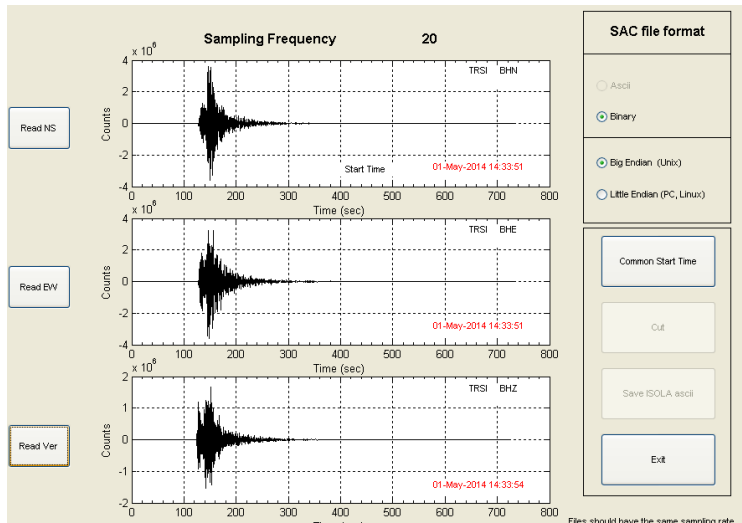 Sampling Frequency 20
SAC file format
Ascii
Binary
Big Endian (Unix)
Little Endian (PC, Linux)
Read NS
x 10^6
4
2
0
-2
-4
Counts
TRSI BHN
Start Time 01-May-2014 14:33:51
0 100 200 300 400 500 600 700 800
Time (sec)
Read EW
x 10^6
4
2
0
-2
-4
Counts
TRSI BHE
01-May-2014 14:33:51
0 100 200 300 400 500 600 700 800
Time (sec)
Read Ver
x 10^6
2
1
0
-1
-2
Counts
TRSI BHZ
01-May-2014 14:33:54
0 100 200 300 400 500 600 700 800
Common Start Time
Cut
Save ISOLA ascii
Exit
Files should have the same sampling rate